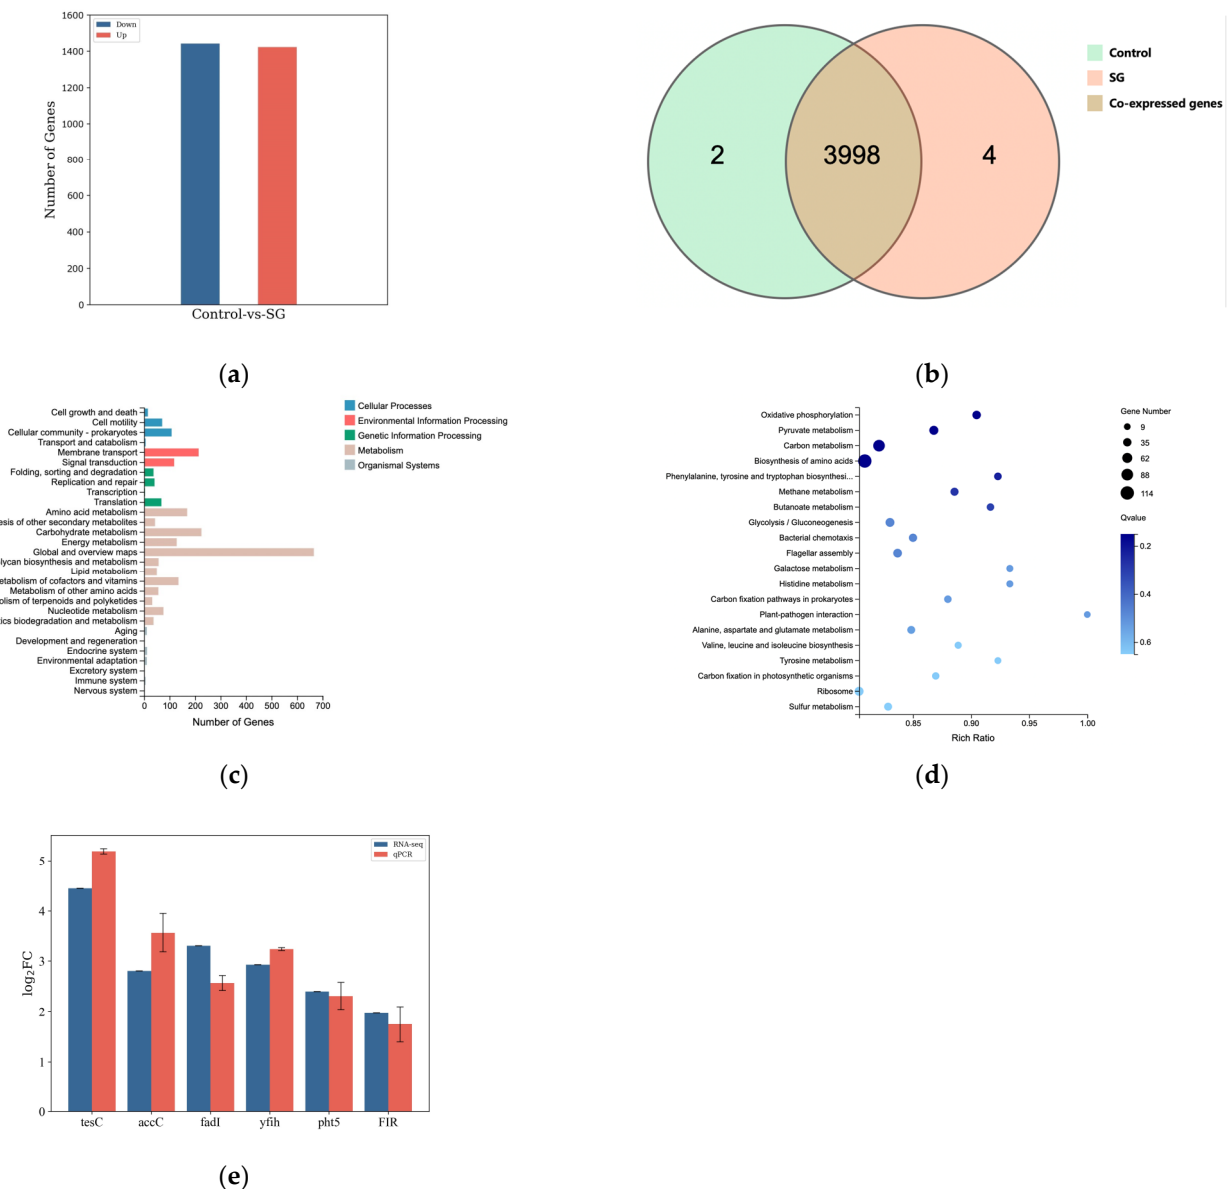 1600
1400
1200
1000
800
600
400
200
0
Number of Genes
Down
Up
Control-vs-SG
(a)
2
3998
4
Control
SG
Co-expressed genes
(b)
Cell growth and death
Cell motility
Cellular community - prokaryotes
Transport and catabolism
Membrane transport
Signal transduction
Folding, sorting and degradation
Replication and repair
Transcription
Translation
Amino acid metabolism
esis of other secondary metabolites
Carbohydrate metabolism
Energy metabolism
Global and overview maps
lycan biosynthesis and metabolism
Lipid metabolism
etabolism of cofactors and vitamins
Metabolism of other amino acids
olism of terpenoids and polyketides
Nucleotide metabolism
tics biodegradation and metabolism
Aging
Development and regeneration
Endocrine system
Environmental adaptation
Excretory system
Immune system
Nervous system
0 100 200 300 400 500 600 700
Number of Genes
Cellular Processes
Environmental Information Processing
Genetic Information Processing
Metabolism
Organismal Systems
(c)
Oxidative phosphorylation
Pyruvate metabolism
Carbon metabolism
Biosynthesis of amino acids
Phenylalanine, tyrosine and tryptophan biosynthesi...
Methane metabolism
Butanoate metabolism
Glycolysis / Gluconeogenesis
Bacterial chemotaxis
Flagellar assembly
Galactose metabolism
Histidine metabolism
Carbon fixation pathways in prokaryotes
Plant-pathogen interaction
Alanine, aspartate and glutamate metabolism
Valine, leucine and isoleucine biosynthesis
Tyrosine metabolism
Carbon fixation in photosynthetic organisms
Ribosome
Sulfur metabolism
0.85 0.90 0.95 1.00
Rich Ratio
Gene Number
9
35
62
88
114
Qvalue
0.2
0.4
0.6
(d)
5
4
3
2
1
0
log₂FC
RNA-seq
qPCR
tesC accC fadI yfih pht5 FIR
(e)